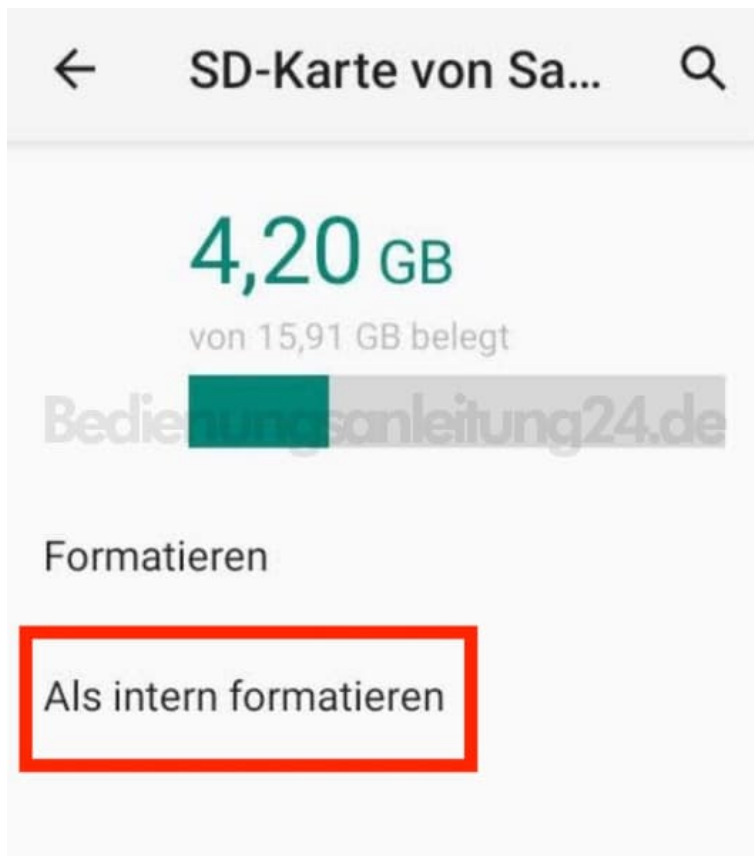 SD-Karte von Sa...
4,20 GB
von 15,91 GB belegt
Bedienungsanleitung24.de
Formatieren
Als intern formatieren